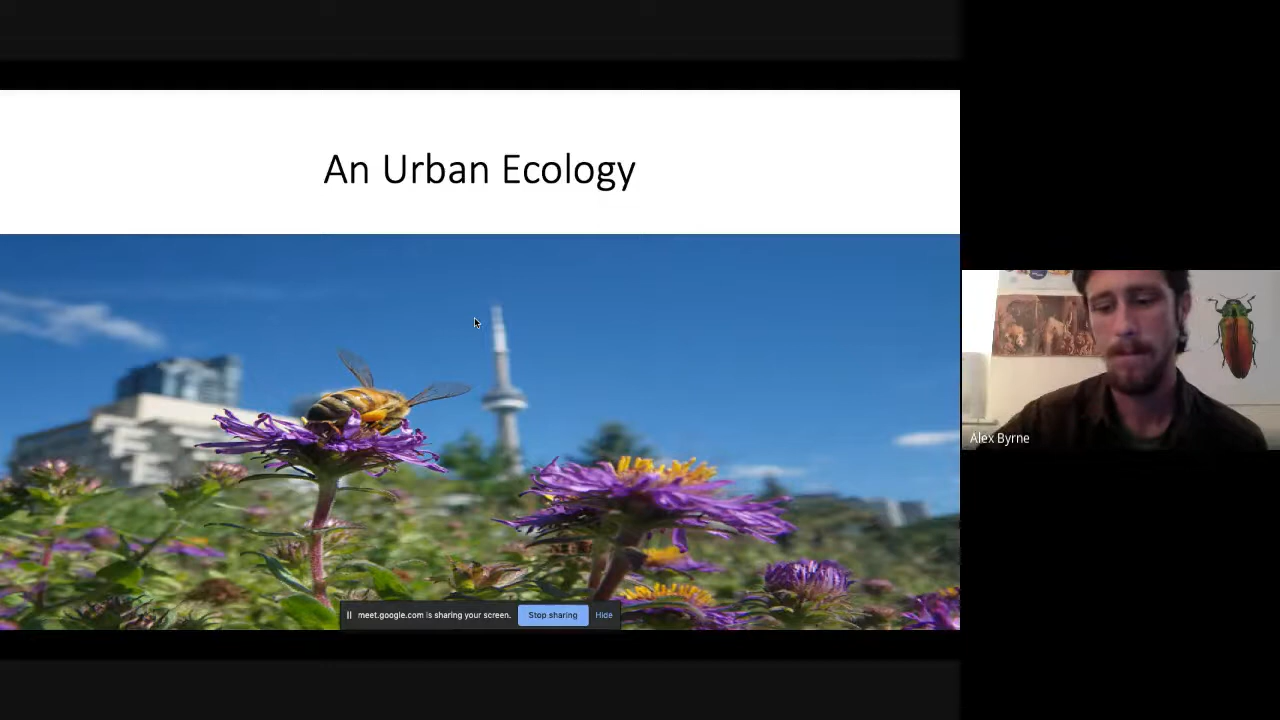 An Urban Ecology
Alex Byrne
meet.google.com is sharing your screen. Stop sharing Hide